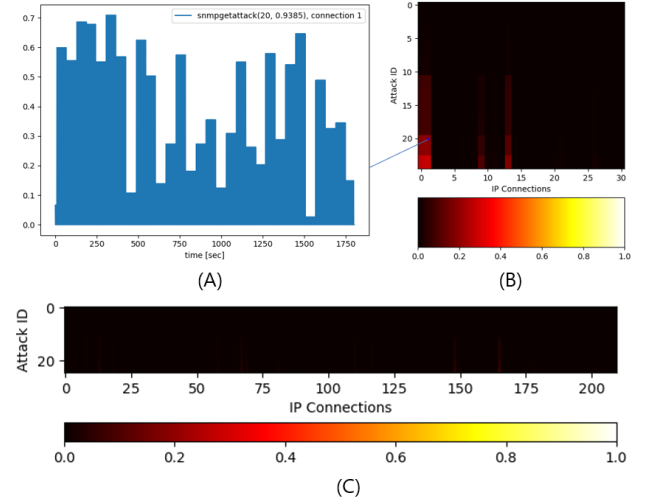 0.7
0.6
0.5
0.4
0.3
0.2
0.1
0.0
snmpgetattack(20, 0.9385), connection 1
0 250 500 750 1000 1250 1500 1750
time [sec]
(A)
0
5
10
15
20
Attack ID
0 5 10 15 20 25 30
IP Connections
0.0 0.2 0.4 0.6 0.8 1.0
(B)
0
20
Attack ID
0 25 50 75 100 125 150 175 200
IP Connections
0.0 0.2 0.4 0.6 0.8 1.0
(C)